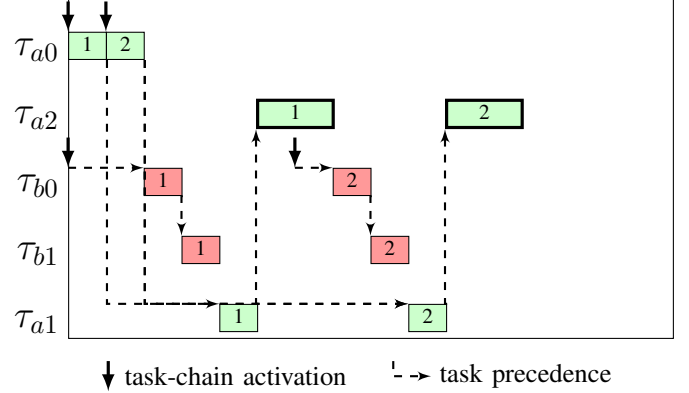 τa0 1 2
τa2 1 2
τb0 1 2
τb1 1 2
τa1 1 2
task-chain activation task precedence